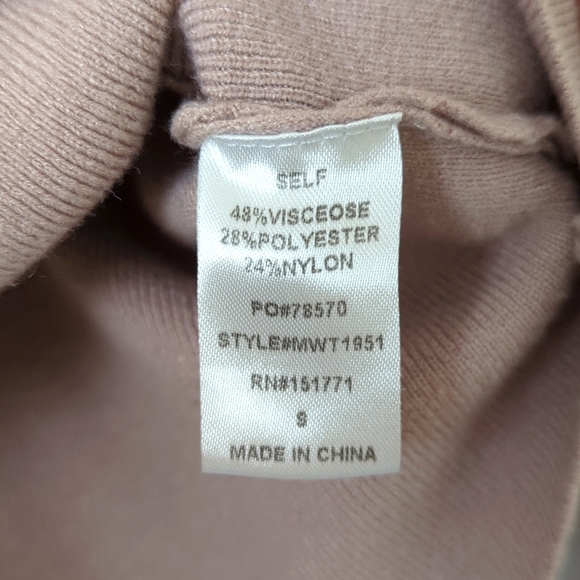 SELF
48%VISCEOSE
28%POLYESTER
24%NYLON
PO#78570
STYLE#MWT1951
RN#151771
S
MADE IN CHINA